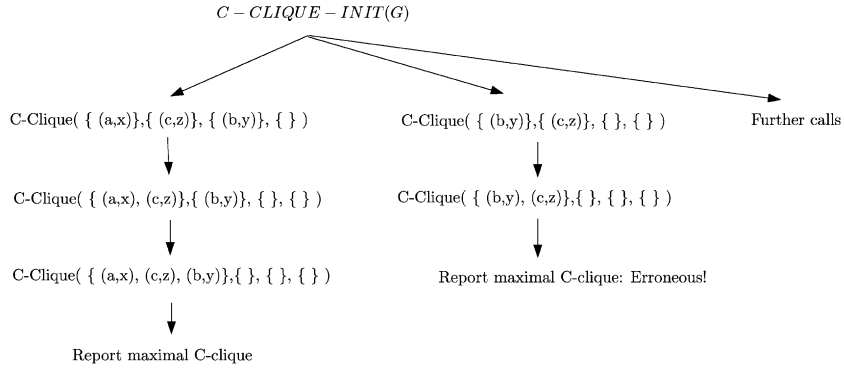 C − CLIQUE − INIT(G)
C-Clique( { (a,x)},{ (c,z)}, { (b,y)}, { } )
C-Clique( { (b,y)},{ (c,z)}, { }, { } )
Further calls
C-Clique( { (a,x), (c,z)},{ (b,y)}, { }, { } )
C-Clique( { (b,y), (c,z)},{ }, { }, { } )
C-Clique( { (a,x), (c,z), (b,y)},{ }, { }, { } )
Report maximal C-clique: Erroneous!
Report maximal C-clique